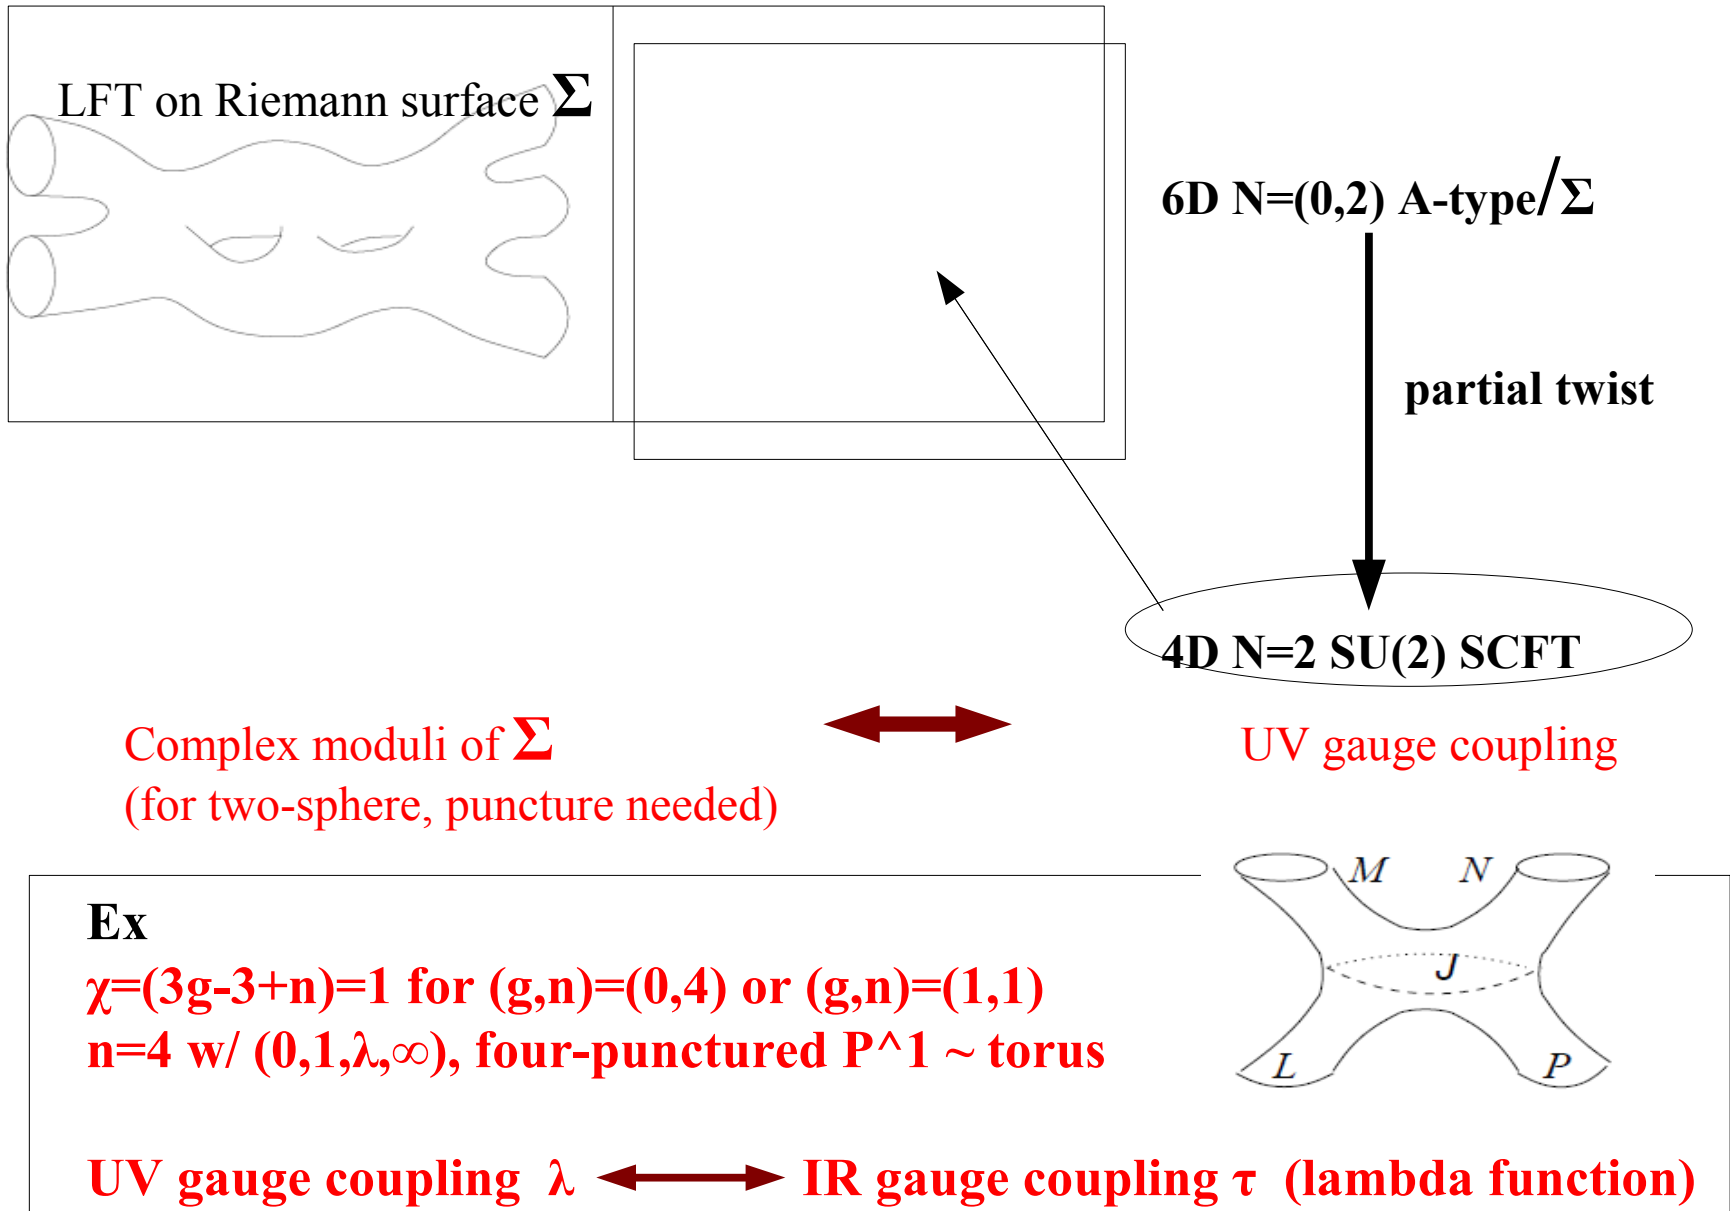 LFT on Riemann surface Σ
6D N=(0,2) A-type/Σ
partial twist
4D N=2 SU(2) SCFT
Complex moduli of Σ
(for two-sphere, puncture needed)
UV gauge coupling
M N
J
L P
Ex
χ=(3g-3+n)=1 for (g,n)=(0,4) or (g,n)=(1,1)
n=4 w/ (0,1,λ,∞), four-punctured P^1 ~ torus
UV gauge coupling λ
IR gauge coupling τ (lambda function)